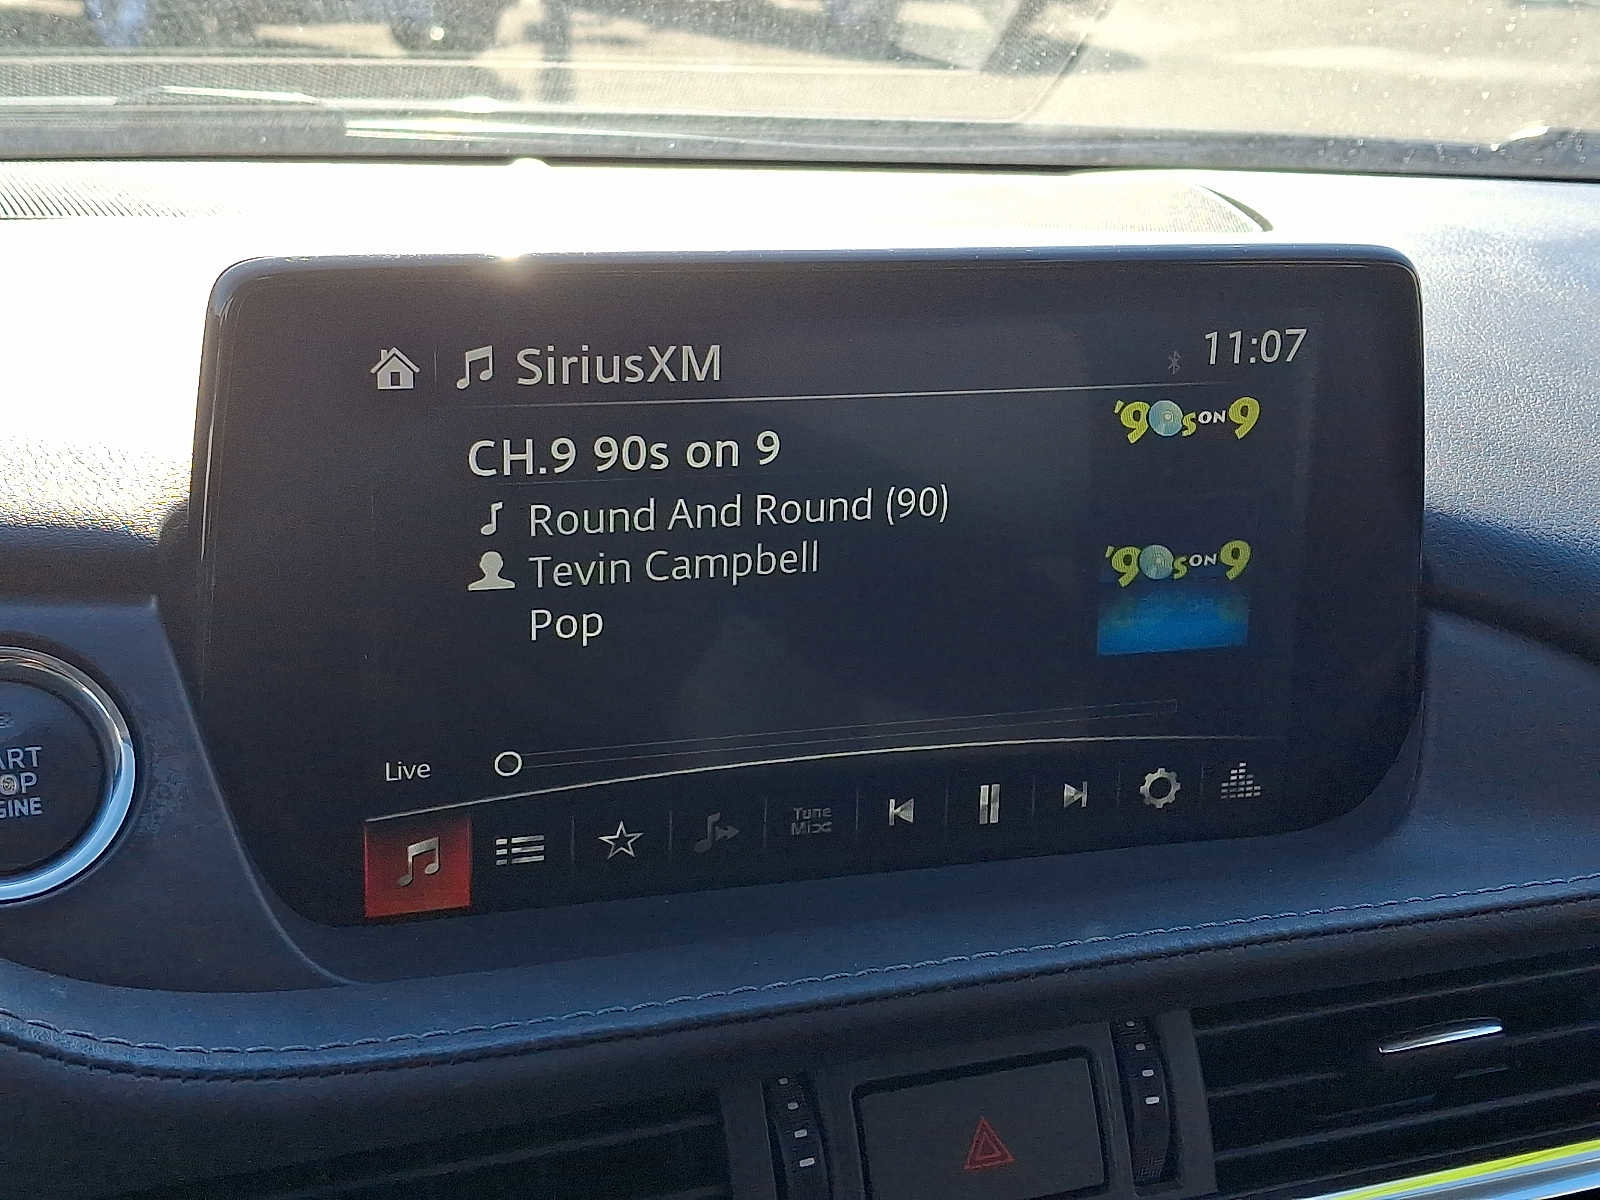 SiriusXM
11:07
'90s ON 9
CH.9 90s on 9
Round And Round (90)
Tevin Campbell
'90s ON 9
Pop
Live
Tune
Mix